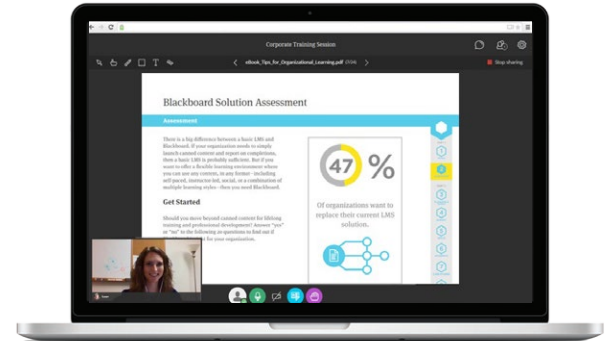 Corporate Training Session
eBook_Tips_for_Organizational_Learning.pdf
Stop sharing
Blackboard Solution Assessment
Assessment
There is a big difference between a basic LMS and
Blackboard. If your organization needs to simply
launch canned content and report on completions,
then a basic LMS is probably sufficient. But if you
want to offer a flexible learning environment where
you can use any content, in any format - including
self-paced, instructor-led, social, or a combination of
multiple learning styles - then you need Blackboard.
Get Started
Should you move beyond canned content for lifelong
training and professional development? Answer "yes"
or "no" to the following 20 questions to find out if
for your organization.
47 %
Of organizations want to
replace their current LMS
solution.